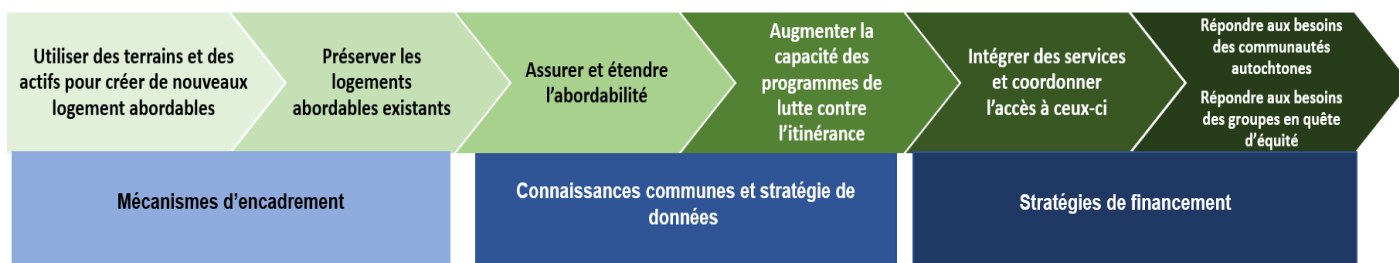 Utiliser des terrains et des
actifs pour créer de nouveaux
logement abordables
Préserver les
logements
abordables existants
Assurer et étendre
l'abordabilité
Augmenter la
capacité des
programmes de
lutte contre
l'itinérance
Intégrer des services
et coordonner
l'accès à ceux-ci
Répondre aux besoins
des communautés
autochtones
Répondre aux besoins
des groupes en quête
d'équité
Mécanismes d'encadrement
Connaissances communes et stratégie de
données
Stratégies de financement